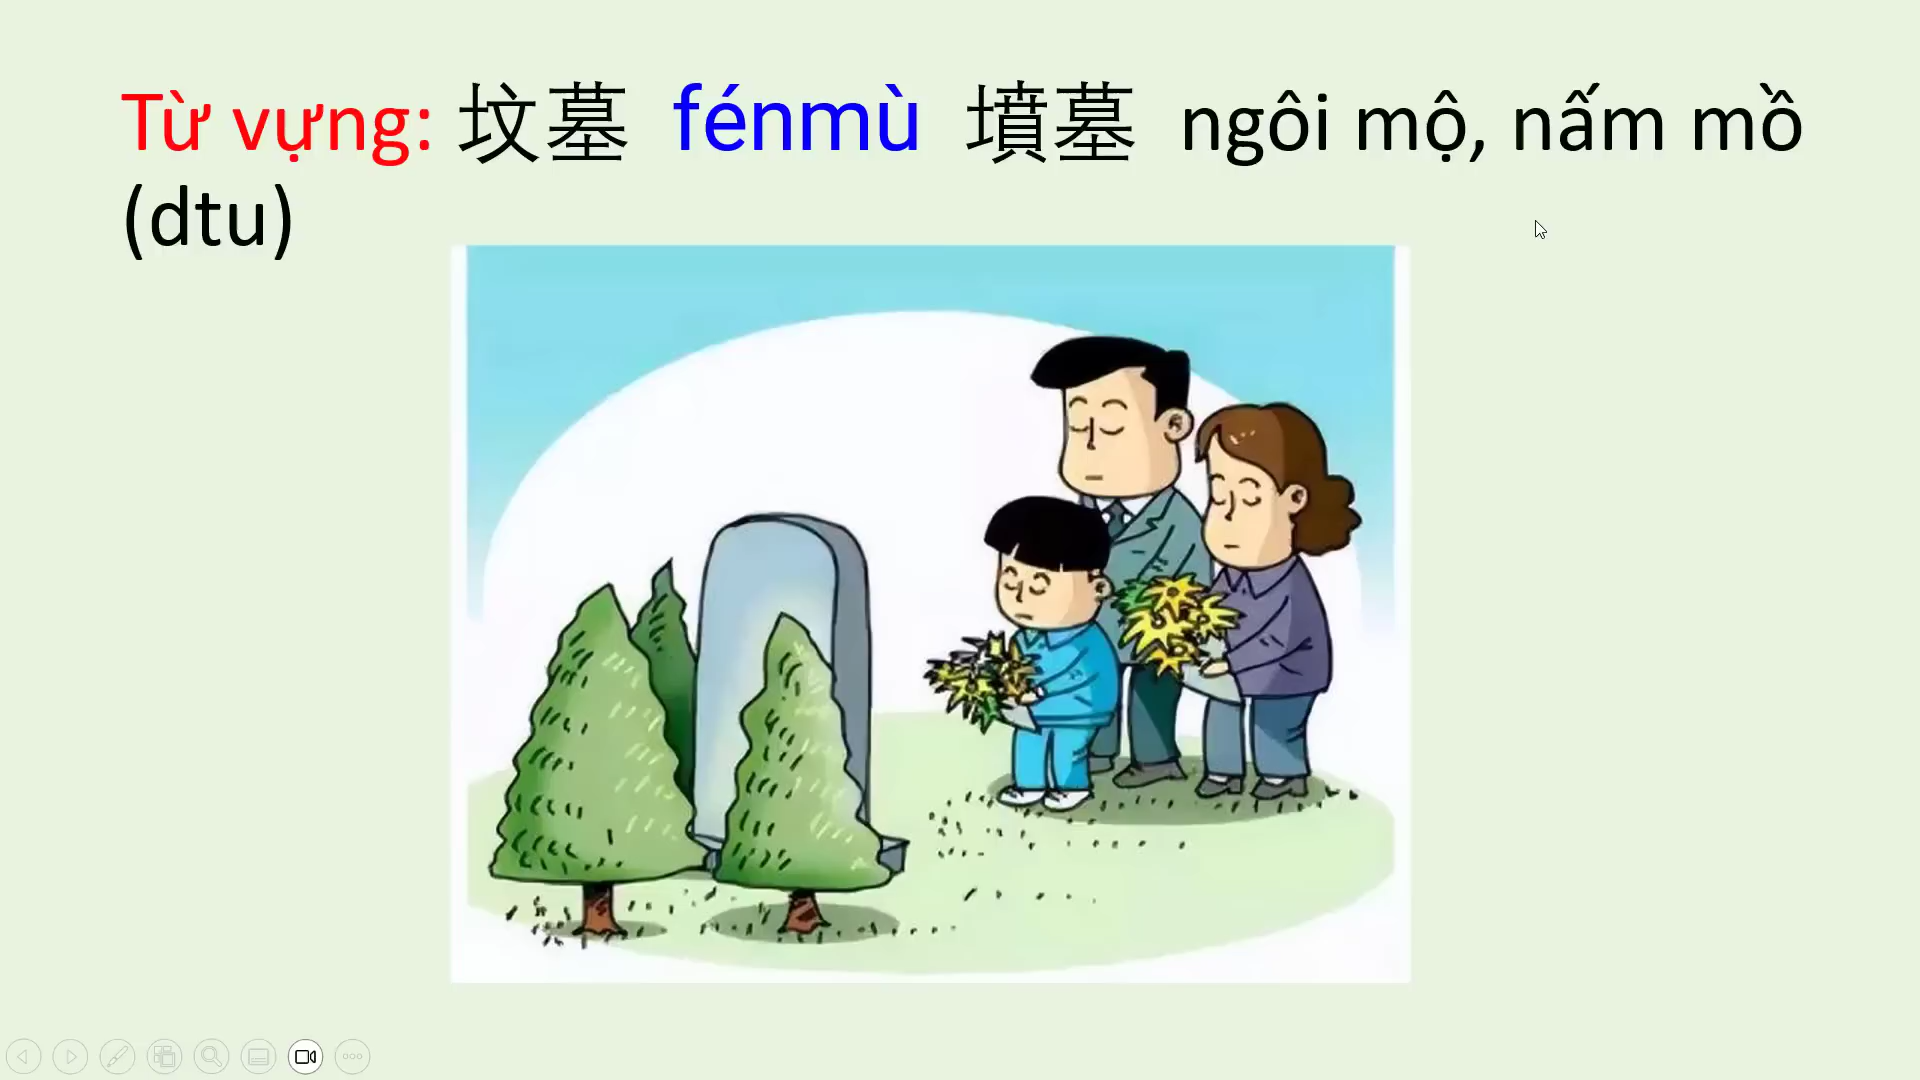 Từ vựng: 坟墓 fénmù 墳墓 ngôi mộ, nấm mồ
(dtu)